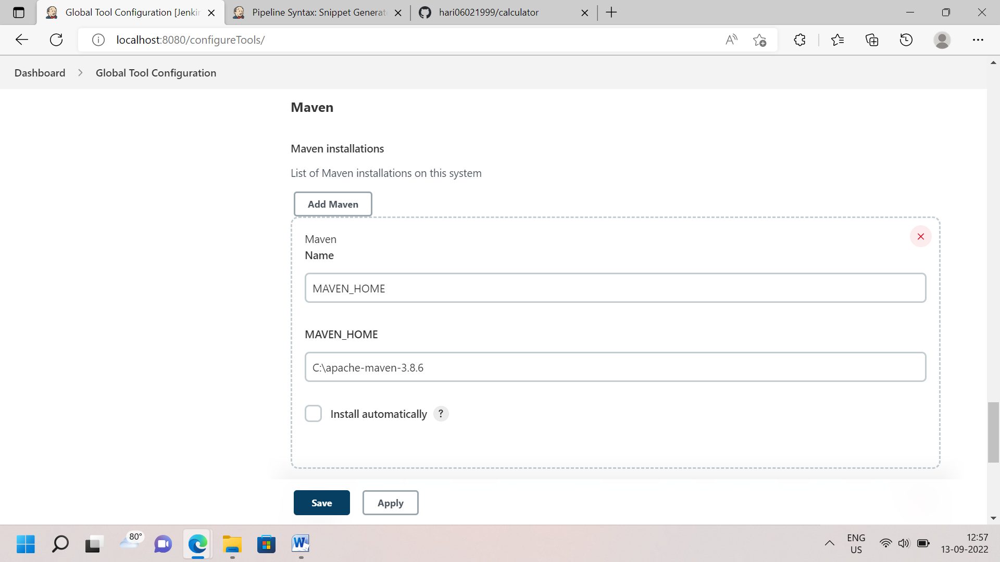 Global Tool Configuration [Jenkin
Pipeline Syntax: Snippet Generato
hari06021999/calculator
localhost:8080/configureTools/
Dashboard
Global Tool Configuration
Maven
Maven installations
List of Maven installations on this system
Add Maven
Maven
Name
MAVEN_HOME
MAVEN_HOME
C:\apache-maven-3.8.6
Install automatically ?
Save
Apply
80°
W
ENG
US
12:57
13-09-2022